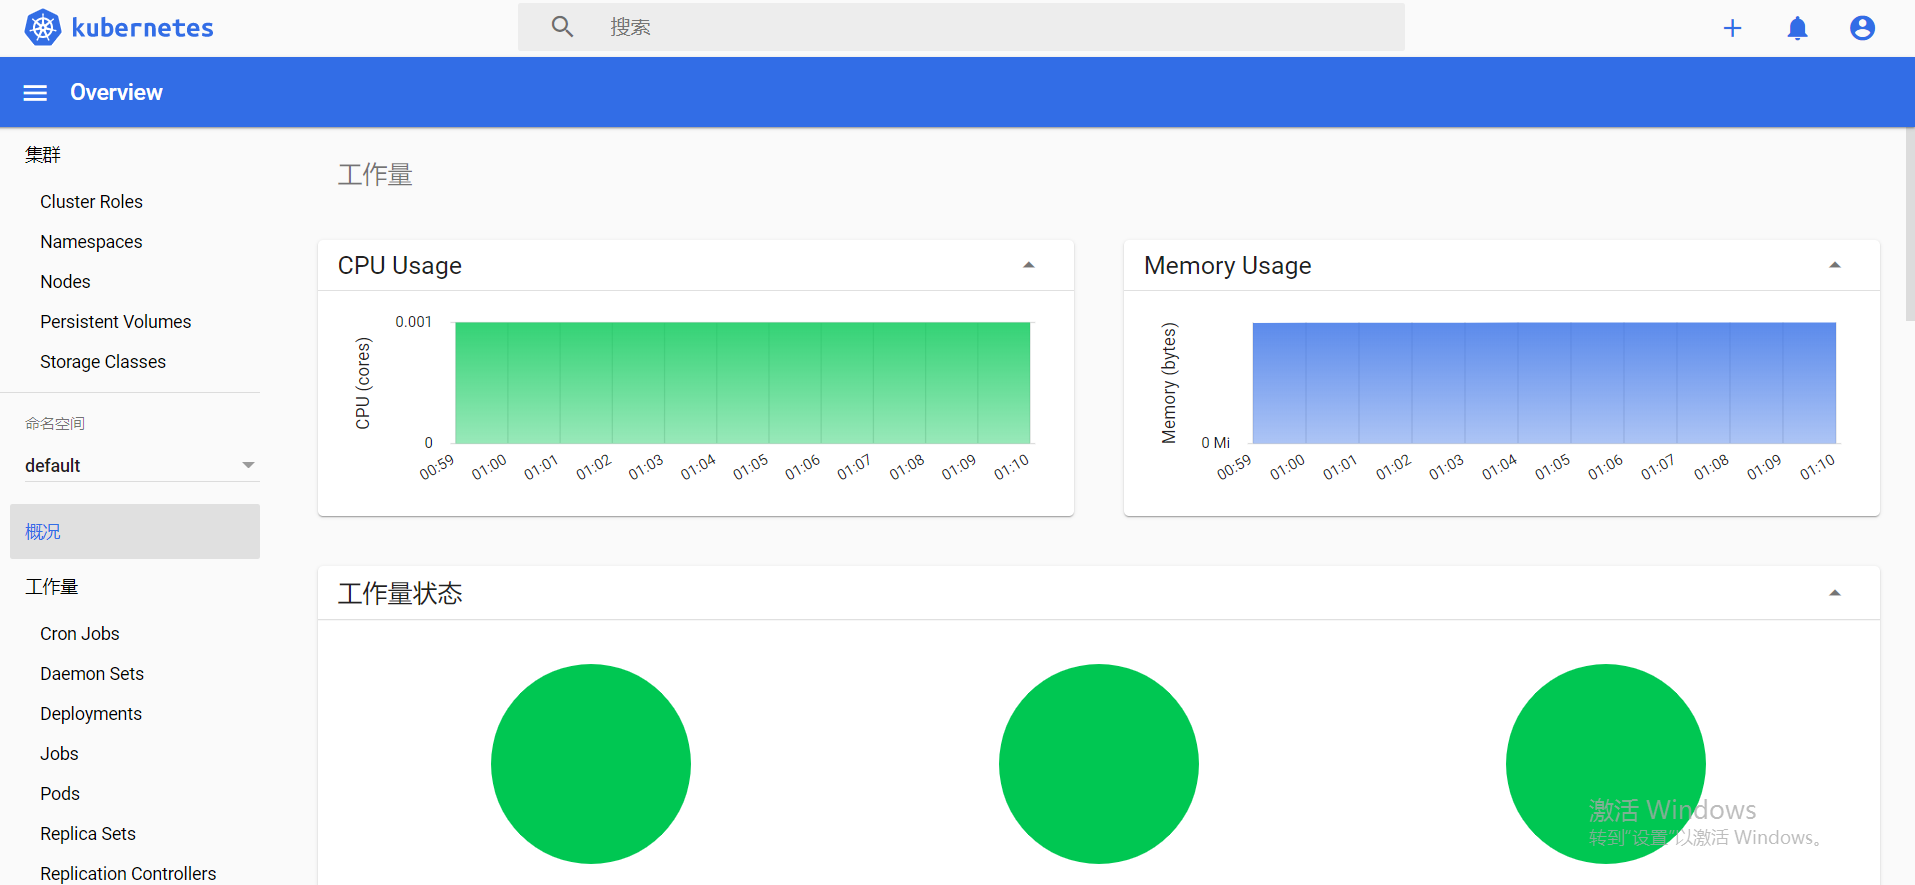 kubernetes
搜索
Overview
集群
Cluster Roles
Namespaces
Nodes
Persistent Volumes
Storage Classes
命名空间
default
概况
工作量
Cron Jobs
Daemon Sets
Deployments
Jobs
Pods
Replica Sets
Replication Controllers
工作量
CPU Usage
CPU (cores)
0.001
0
00:59 01:00 01:01 01:02 01:03 01:04 01:05 01:06 01:07 01:08 01:09 01:10
Memory Usage
Memory (bytes)
0 Mi
00:59 01:00 01:01 01:02 01:03 01:04 01:05 01:06 01:07 01:08 01:09 01:10
工作量状态
激活 Windows
转到"设置"以激活 Windows。